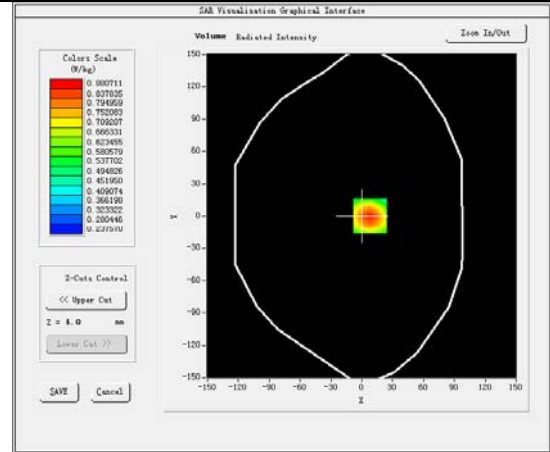 SAR Visualisation Graphical Interface
Volume Radiated Intensity
Zoom In/Out
Colors Scale
(W/kg)
0.880711
0.837835
0.794959
0.752083
0.709207
0.666331
0.623455
0.580579
0.537702
0.494826
0.451950
0.409074
0.366198
0.323322
0.280446
0.237570
150
120
90
60
30
0
-30
-60
-90
-120
-150
Y
-150 -120 -90 -60 -30 0 30 60 90 120 150
X
Z-Cuts Control
<< Upper Cut
Z = 4.0 mm
Lower Cut >>
SAVE Cancel